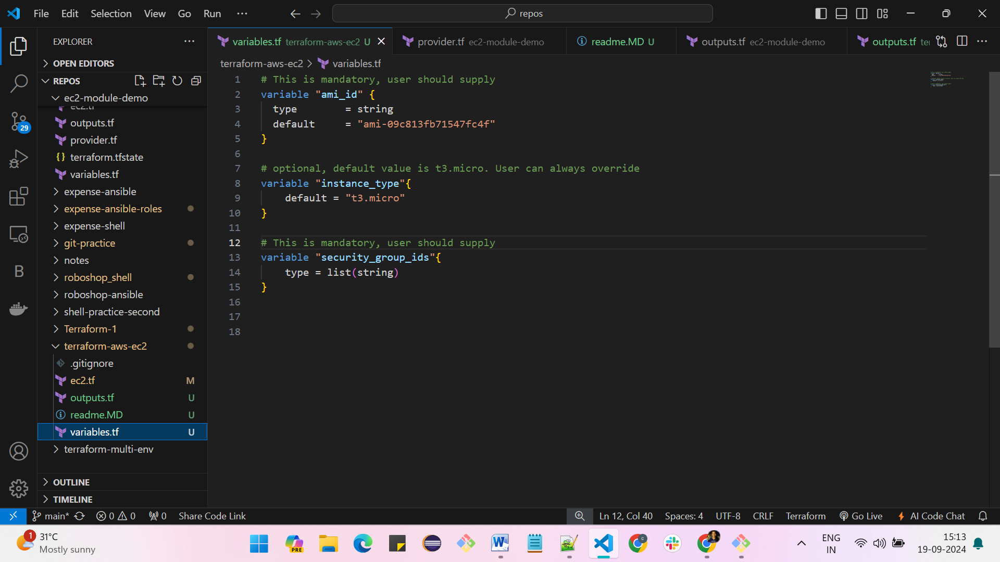 File Edit Selection View Go Run ···
repos
EXPLORER
OPEN EDITORS
REPOS
ec2-module-demo
ec2.tf
outputs.tf
provider.tf
terraform.tfstate
variables.tf
expense-ansible
expense-ansible-roles
expense-shell
git-practice
notes
roboshop_shell
roboshop-ansible
shell-practice-second
Terraform-1
terraform-aws-ec2
.gitignore
ec2.tf M
outputs.tf U
readme.MD U
variables.tf U
terraform-multi-env
OUTLINE
TIMELINE
29
B
variables.tf terraform-aws-ec2 U
provider.tf ec2-module-demo
readme.MD U
outputs.tf ec2-module-demo
outputs.tf ter
terraform-aws-ec2 > variables.tf
1 # This is mandatory, user should supply
2 variable "ami_id" {
3 type = string
4 default = "ami-09c813fb71547fc4f"
5 }
6
7 # optional, default value is t3.micro. User can always override
8 variable "instance_type"{
9 default = "t3.micro"
10 }
11
12 # This is mandatory, user should supply
13 variable "security_group_ids"{
14 type = list(string)
15 }
16
17
18
main* 0 0 0 Share Code Link
Ln 12, Col 40 Spaces: 4 UTF-8 CRLF Terraform Go Live AI Code Chat
1
31°C
Mostly sunny
PRE
W
C
ENG
IN
15:13
19-09-2024